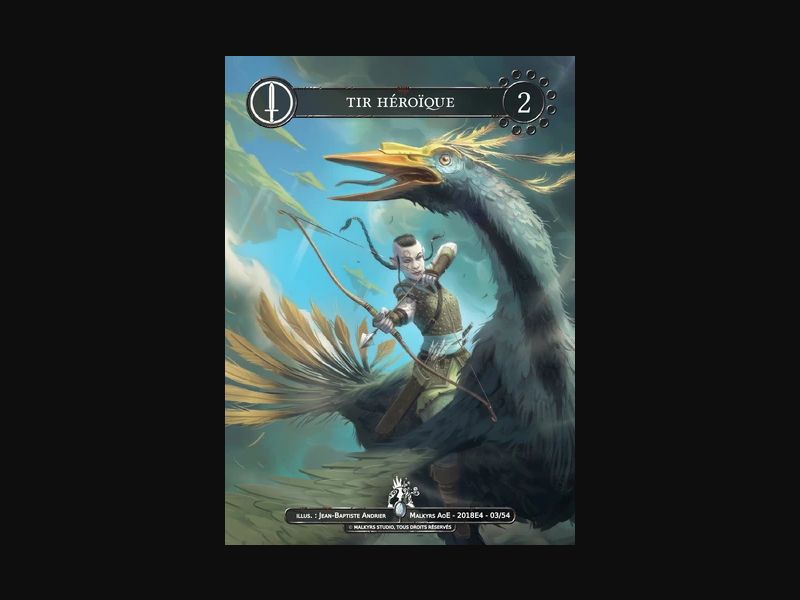 TIR HÉROÏQUE
2
illus. : Jean-Baptiste Andrier
Malkyrs AoE - 2018E4 - 03/54
© MALKYRS STUDIO, TOUS DROITS RÉSERVÉS